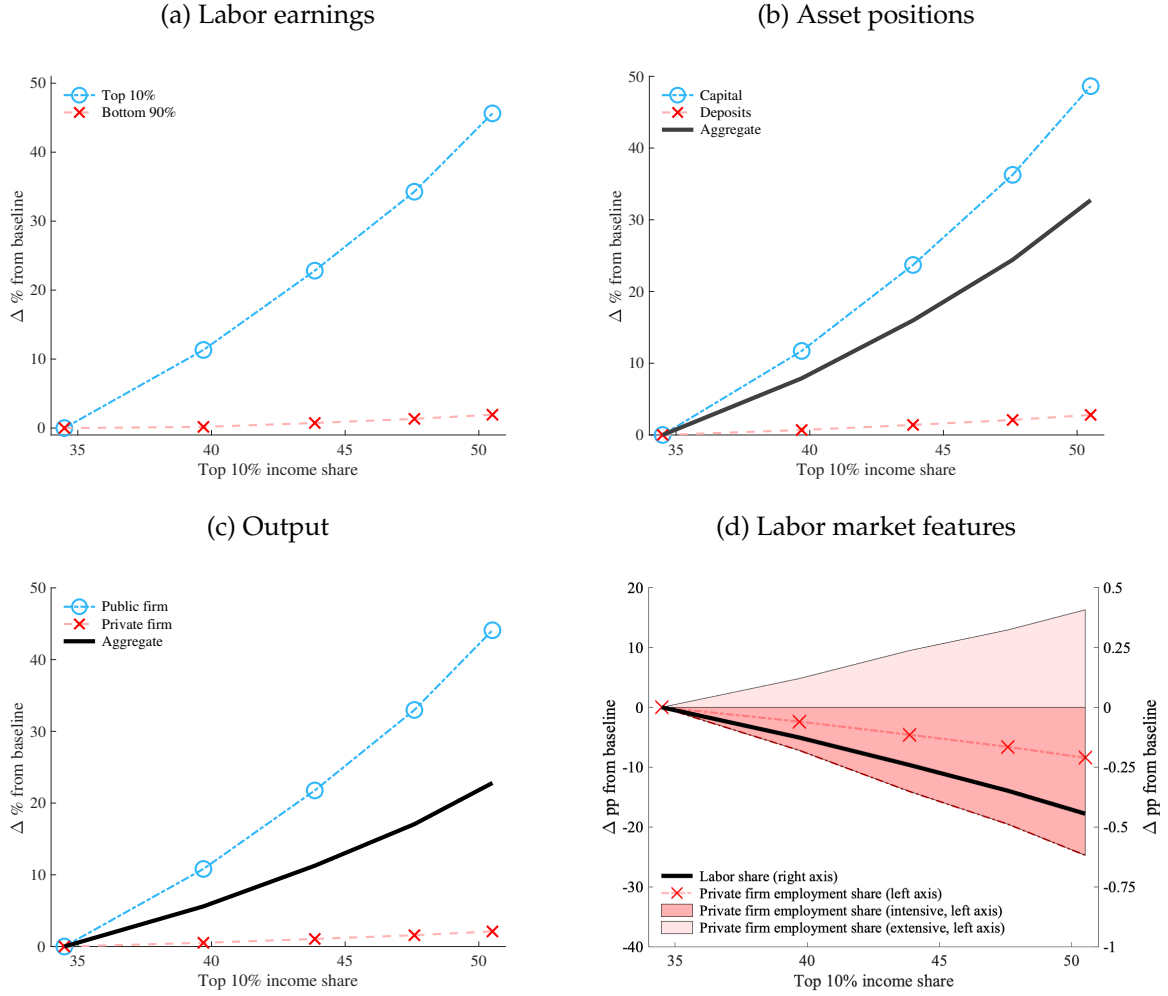 (a) Labor earnings
50
40
30
20
10
0
Δ % from baseline
Top 10%
Bottom 90%
35
40
45
50
Top 10% income share
(b) Asset positions
50
40
30
20
10
0
Δ % from baseline
Capital
Deposits
Aggregate
35
40
45
50
Top 10% income share
(c) Output
50
40
30
20
10
0
Δ % from baseline
Public firm
Private firm
Aggregate
35
40
45
50
Top 10% income share
(d) Labor market features
20
10
0
-10
-20
-30
-40
Δ pp from baseline
0.5
0.25
0
-0.25
-0.5
-0.75
-1
Δ pp from baseline
Labor share (right axis)
Private firm employment share (left axis)
Private firm employment share (intensive, left axis)
Private firm employment share (extensive, left axis)
35
40
45
50
Top 10% income share